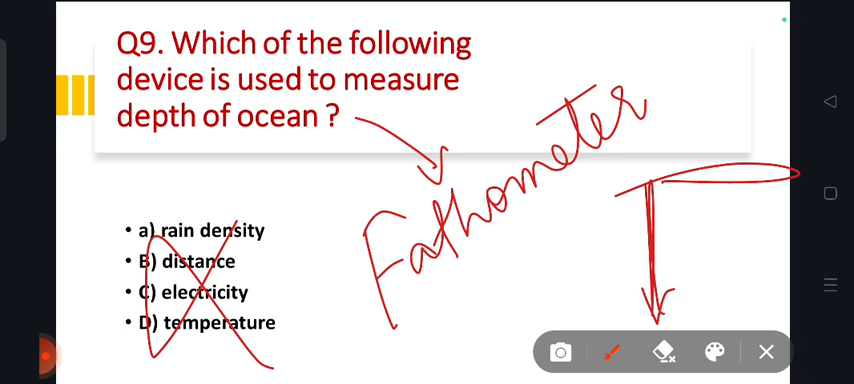 Q9. Which of the following
device is used to measure
depth of ocean ?
Fathometer
• a) rain density
• B) distance
• C) electricity
• D) temperature